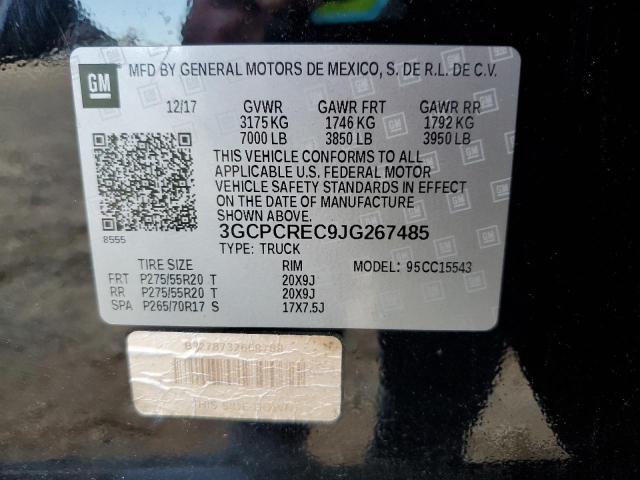 GM
MFD BY GENERAL MOTORS DE MEXICO, S. DE R.L. DE C.V.
12/17 GVWR GAWR FRT GAWR RR
3175 KG 1746 KG 1792 KG
7000 LB 3850 LB 3950 LB
THIS VEHICLE CONFORMS TO ALL
APPLICABLE U.S. FEDERAL MOTOR
VEHICLE SAFETY STANDARDS IN EFFECT
ON THE DATE OF MANUFACTURE
SHOWN ABOVE.
8555 3GCPCREC9JG267485
TYPE: TRUCK
TIRE SIZE RIM MODEL: 95CC15543
FRT P275/55R20 T 20X9J
RR P275/55R20 T 20X9J
SPA P265/70R17 S 17X7.5J
THIS SIDE DOWN